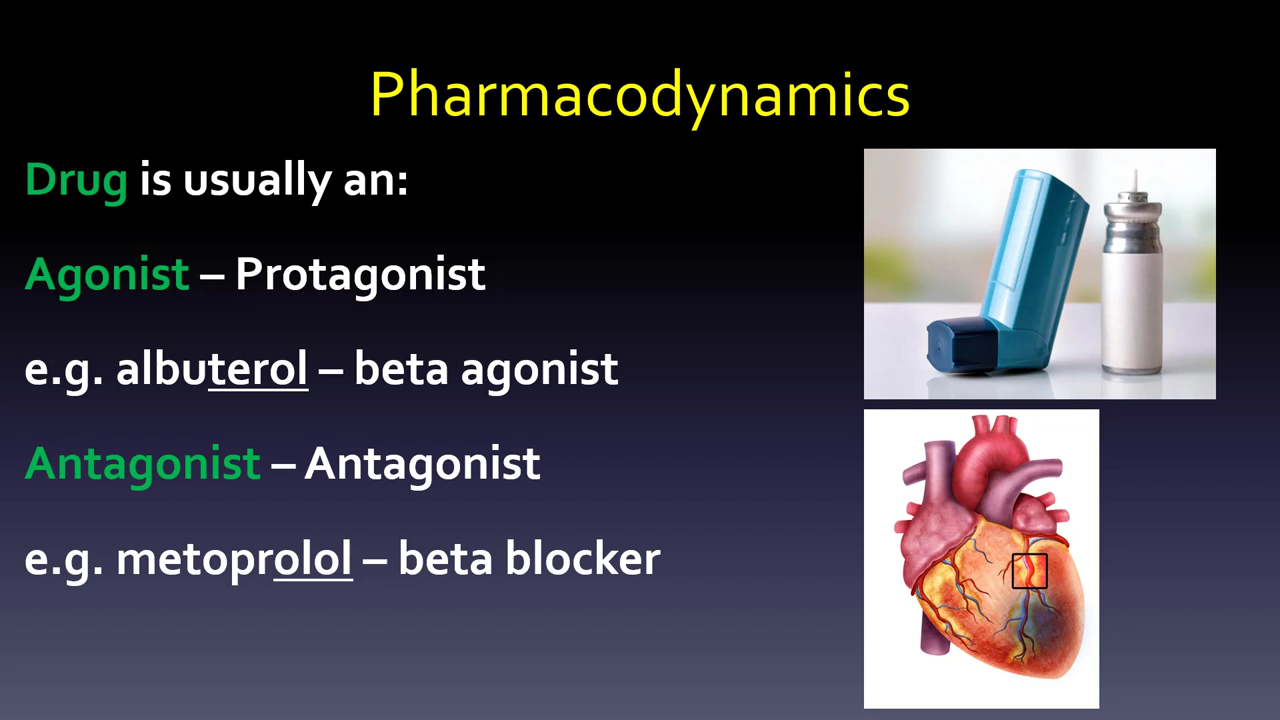 Pharmacodynamics
Drug is usually an:
Agonist – Protagonist
e.g. albuterol – beta agonist
Antagonist – Antagonist
e.g. metoprolol – beta blocker